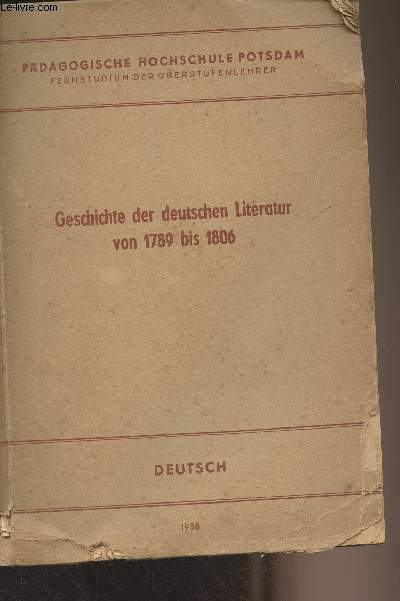 Le-livre.com
PÄDAGOGISCHE HOCHSCHULE POTSDAM
FERNSTUDIUM DER OBERSTUFENLEHRER
Geschichte der deutschen Literatur
von 1789 bis 1806
DEUTSCH
1958